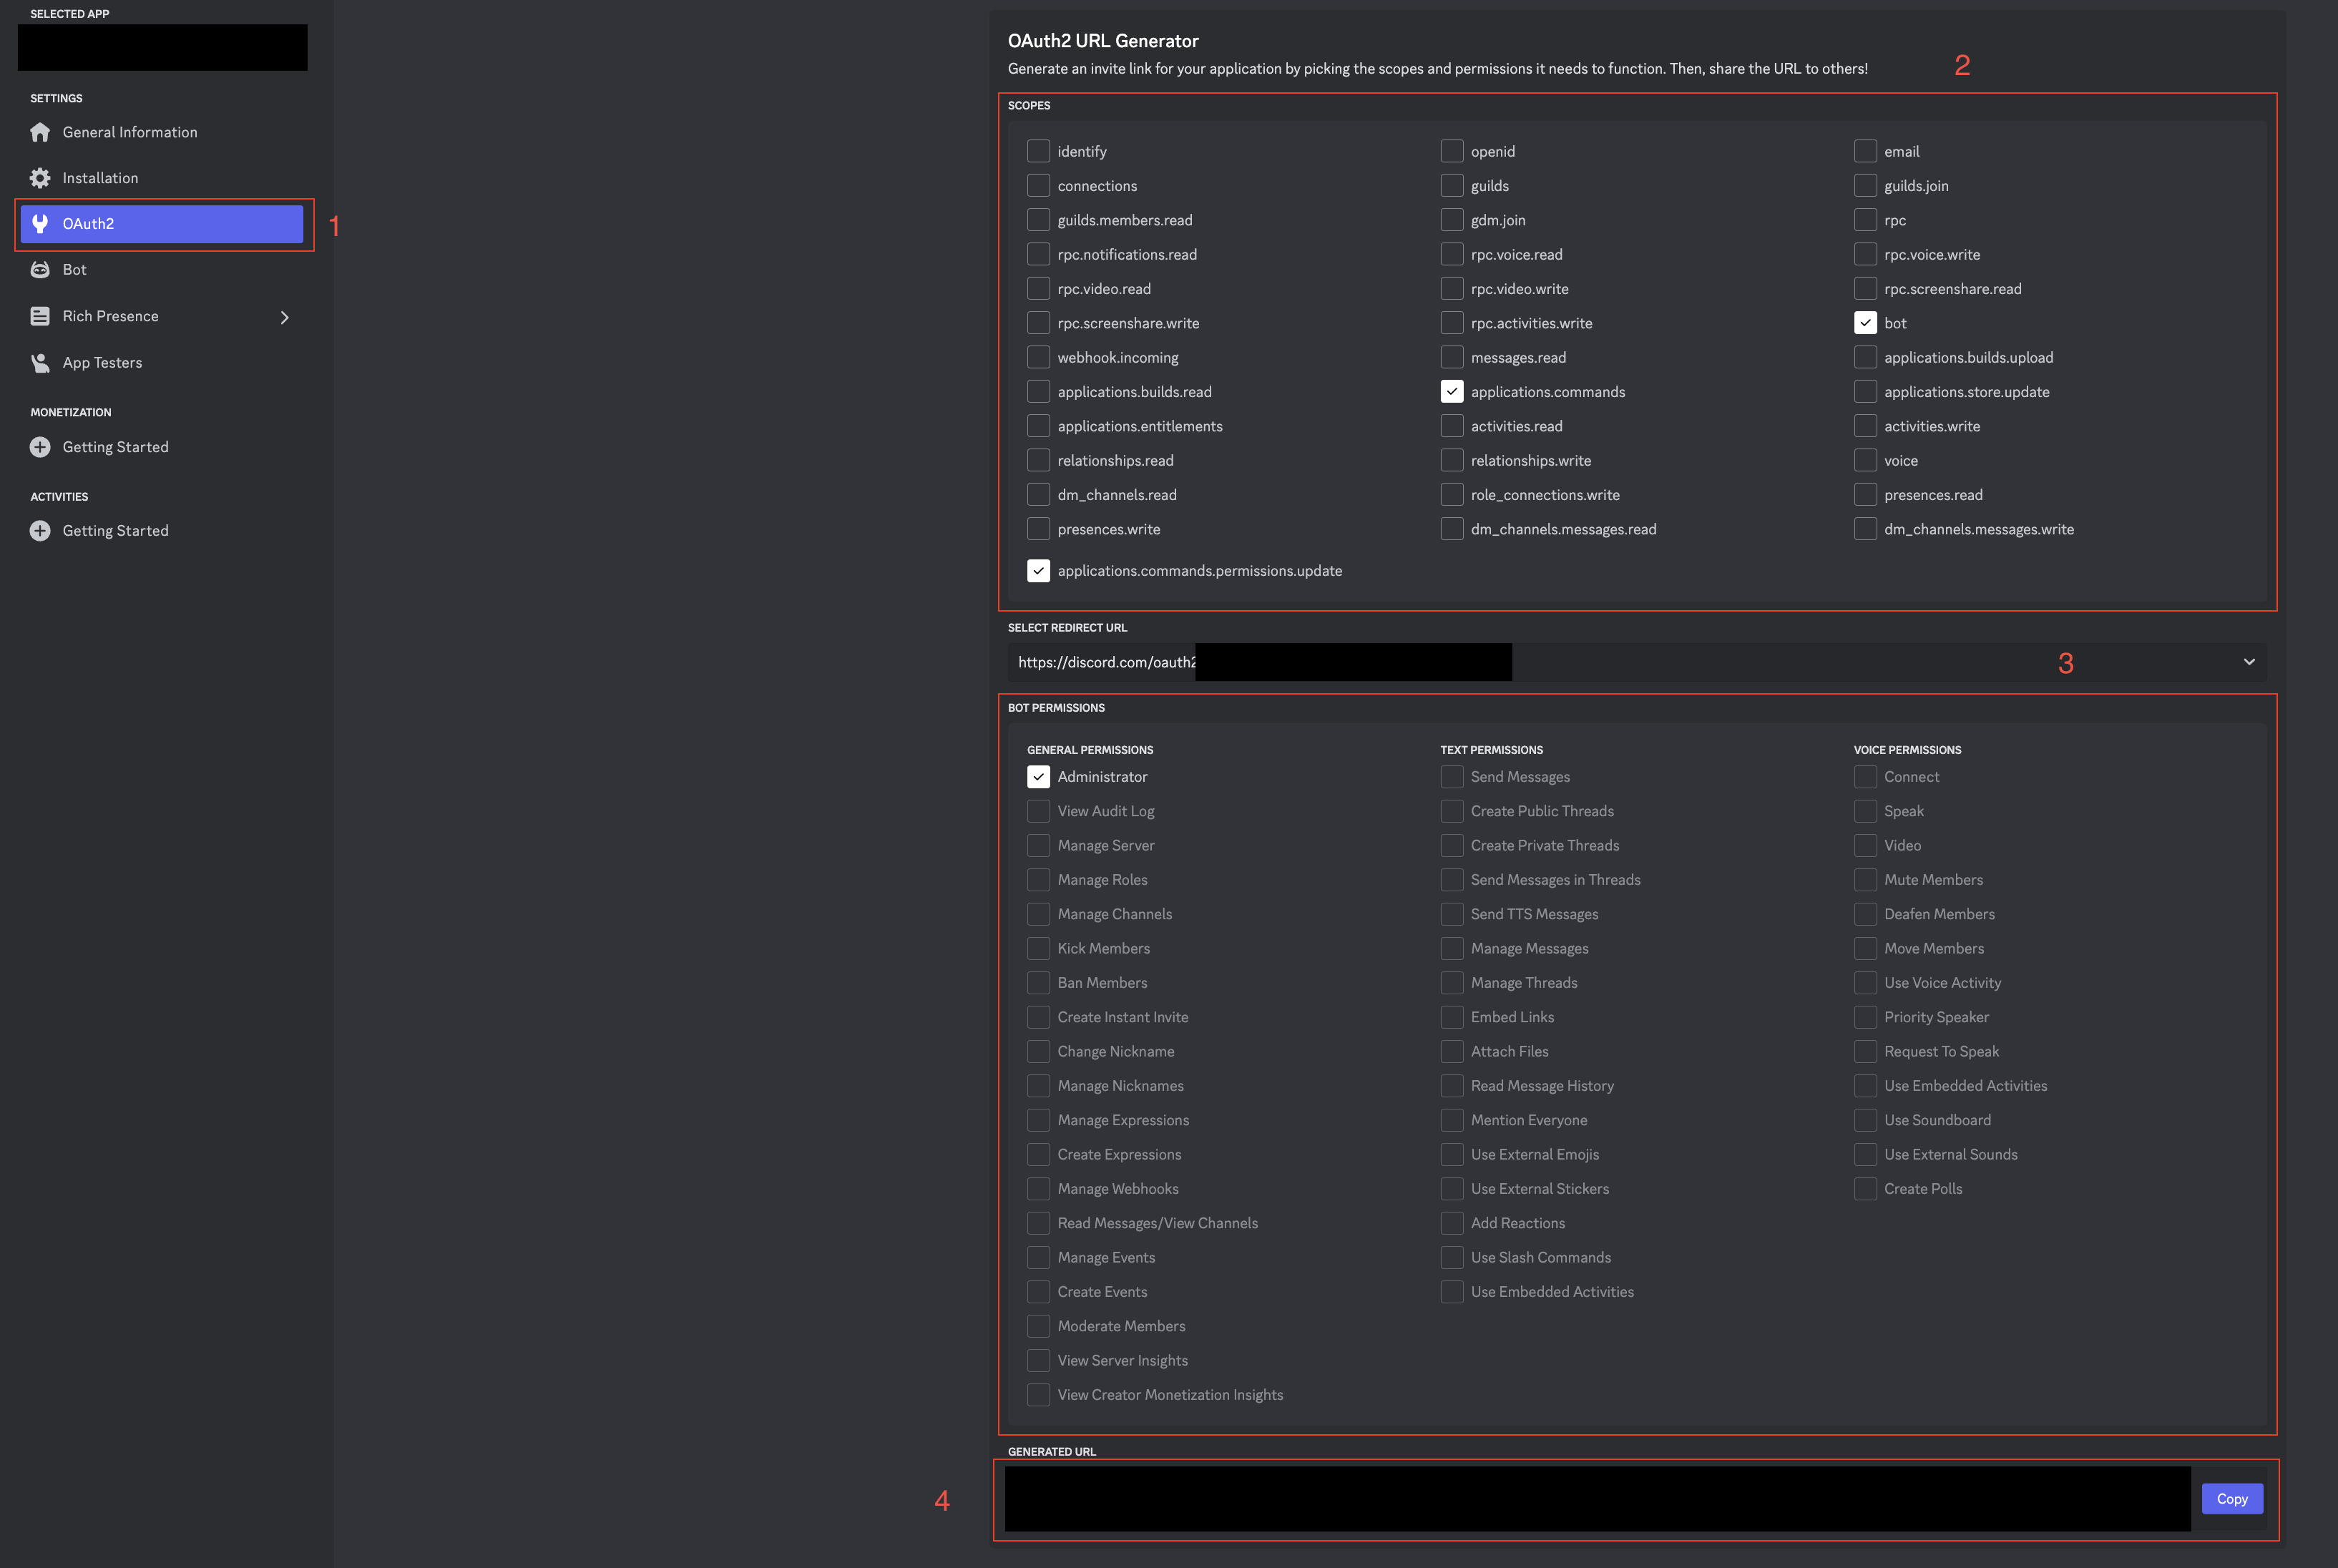 SELECTED APP
SETTINGS
General Information
Installation
OAuth2
1
Bot
Rich Presence
App Testers
MONETIZATION
Getting Started
ACTIVITIES
Getting Started
OAuth2 URL Generator
Generate an invite link for your application by picking the scopes and permissions it needs to function. Then, share the URL to others!
2
SCOPES
identify openid email
connections guilds guilds.join
guilds.members.read gdm.join rpc
rpc.notifications.read rpc.voice.read rpc.voice.write
rpc.video.read rpc.video.write rpc.screenshare.read
rpc.screenshare.write rpc.activities.write bot
webhook.incoming messages.read applications.builds.upload
applications.builds.read applications.commands applications.store.update
applications.entitlements activities.read activities.write
relationships.read relationships.write voice
dm_channels.read role_connections.write presences.read
presences.write dm_channels.messages.read dm_channels.messages.write
applications.commands.permissions.update
SELECT REDIRECT URL
https://discord.com/oauth2
3
BOT PERMISSIONS
GENERAL PERMISSIONS
Administrator
View Audit Log
Manage Server
Manage Roles
Manage Channels
Kick Members
Ban Members
Create Instant Invite
Change Nickname
Manage Nicknames
Manage Expressions
Create Expressions
Manage Webhooks
Read Messages/View Channels
Manage Events
Create Events
Moderate Members
View Server Insights
View Creator Monetization Insights
TEXT PERMISSIONS
Send Messages
Create Public Threads
Create Private Threads
Send Messages in Threads
Send TTS Messages
Manage Messages
Manage Threads
Embed Links
Attach Files
Read Message History
Mention Everyone
Use External Emojis
Use External Stickers
Add Reactions
Use Slash Commands
Use Embedded Activities
VOICE PERMISSIONS
Connect
Speak
Video
Mute Members
Deafen Members
Move Members
Use Voice Activity
Priority Speaker
Request To Speak
Use Embedded Activities
Use Soundboard
Use External Sounds
Create Polls
GENERATED URL
4
Copy